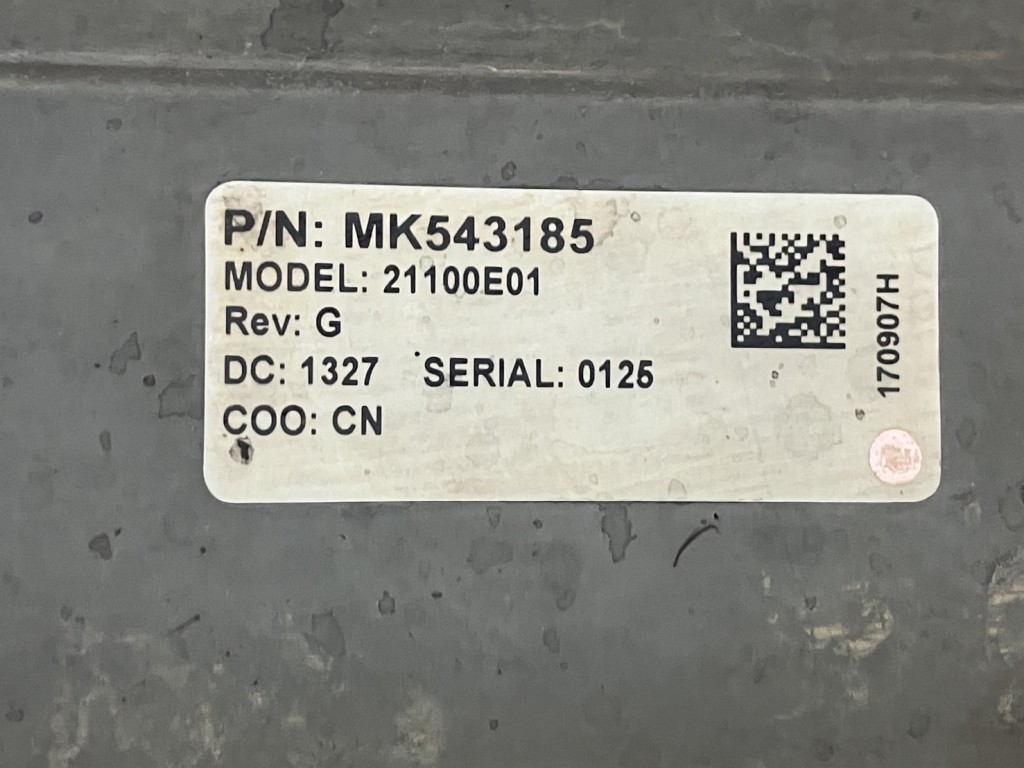 P/N: MK543185
MODEL: 21100E01
Rev: G
DC: 1327 SERIAL: 0125
COO: CN
170907H